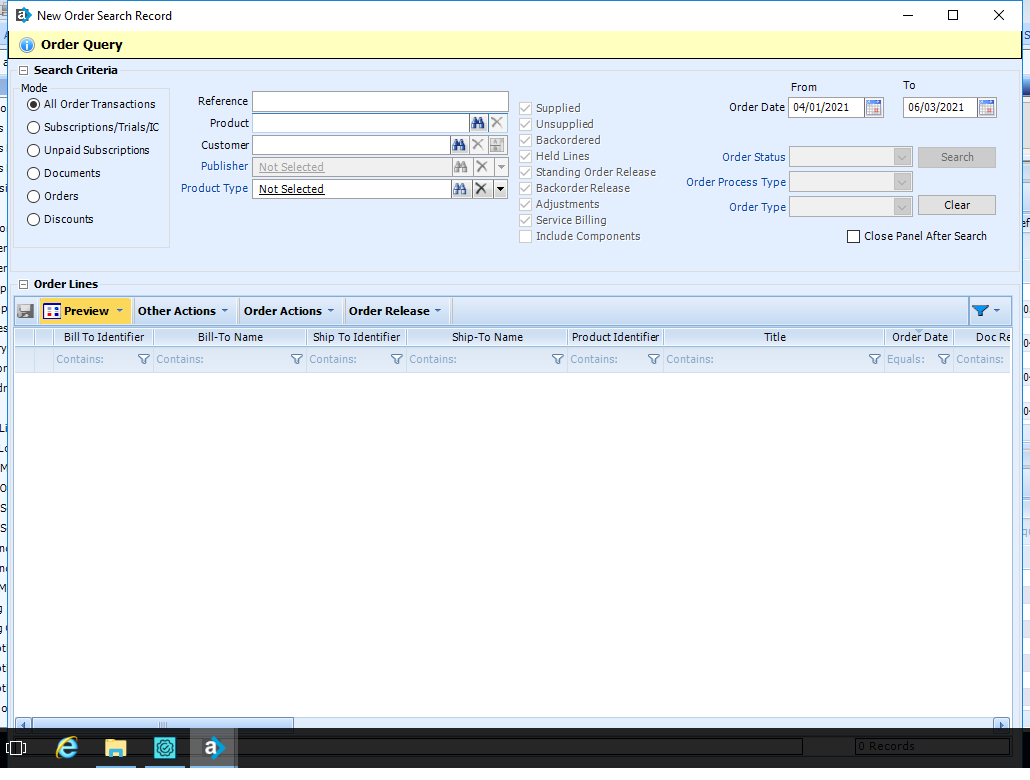 New Order Search Record
Order Query
Search Criteria
Mode
All Order Transactions
Subscriptions/Trials/IC
Unpaid Subscriptions
Documents
Orders
Discounts
Reference
Product
Customer
Publisher Not Selected
Product Type Not Selected
Supplied
Unsupplied
Backordered
Held Lines
Standing Order Release
Backorder Release
Adjustments
Service Billing
Include Components
From To
Order Date 04/01/2021 06/03/2021
Order Status Search
Order Process Type
Order Type Clear
Close Panel After Search
Order Lines
Preview Other Actions Order Actions Order Release
Bill To Identifier Bill-To Name Ship To Identifier Ship-To Name Product Identifier Title Order Date Doc Re
Contains: Contains: Contains: Contains: Contains: Contains: Equals: Contains:
0 Records